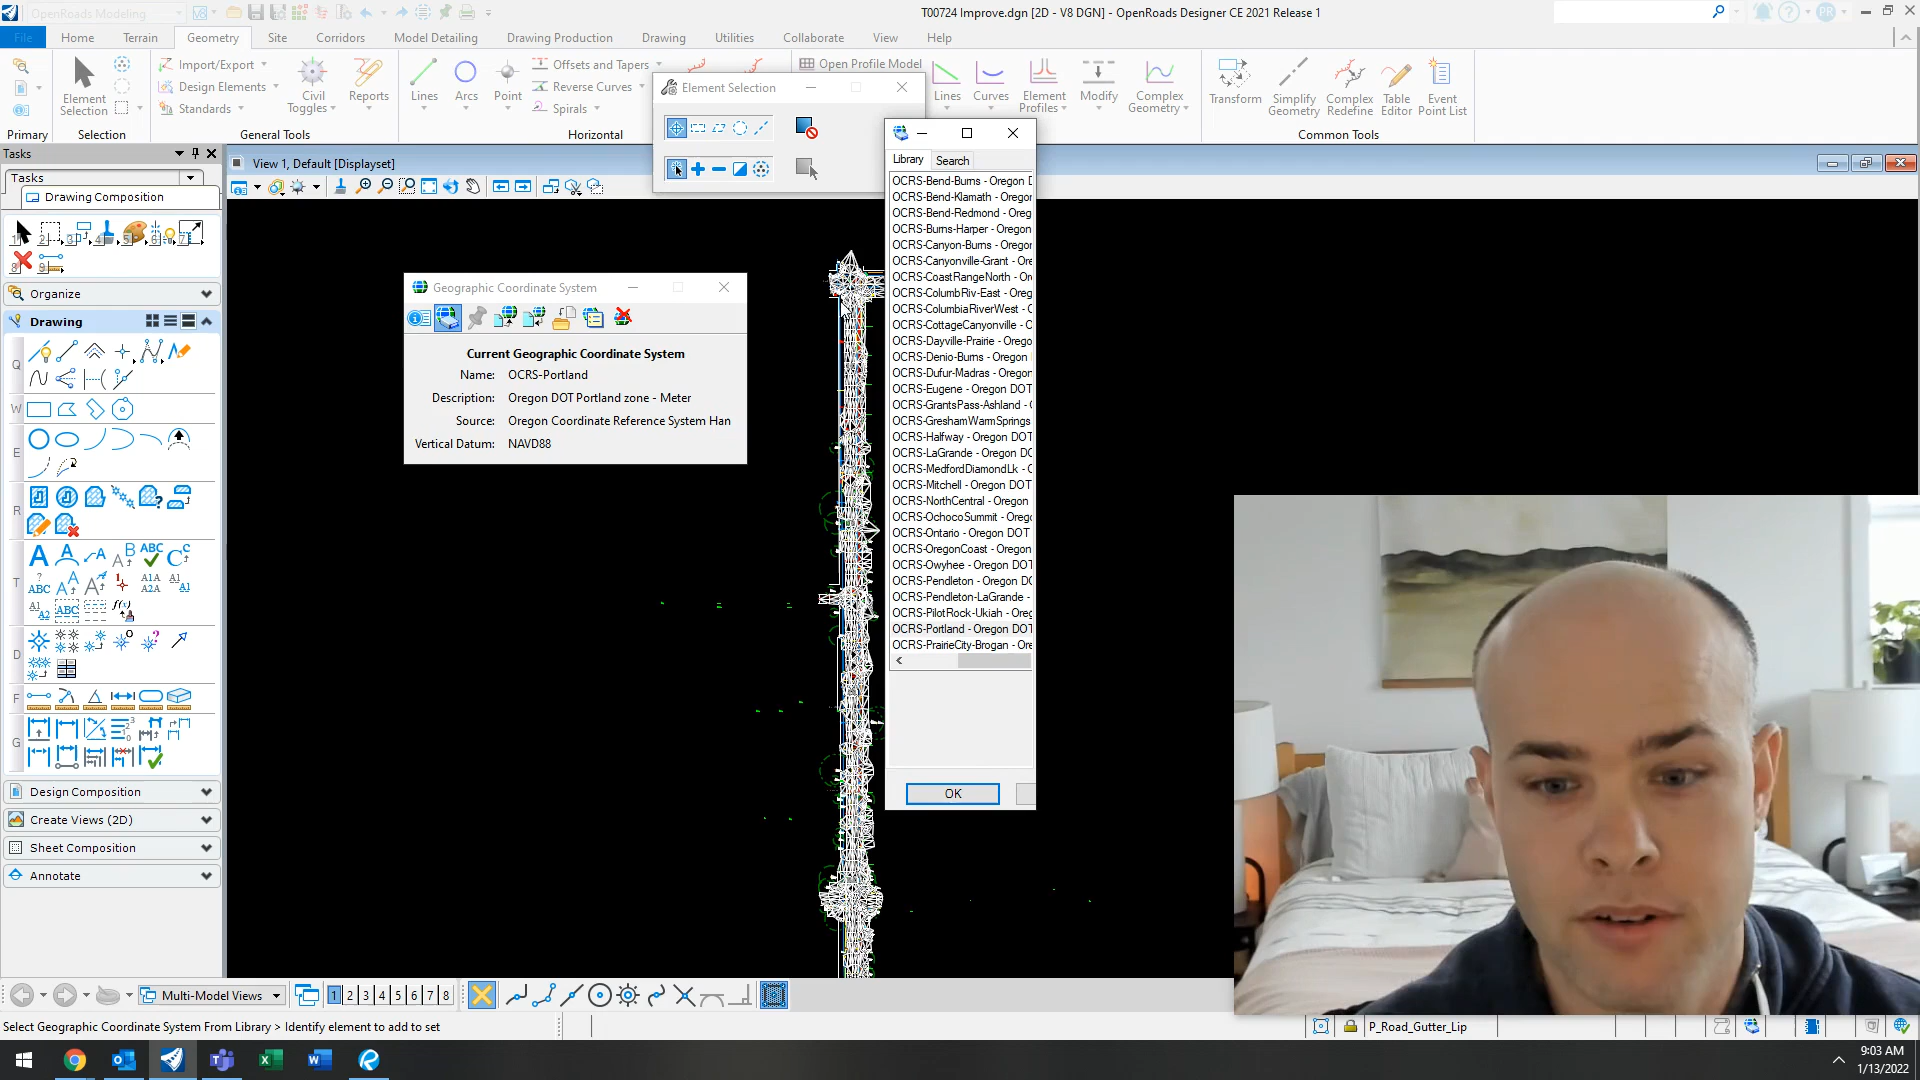 OpenRoads Modeling
T00724 Improve.dgn [2D - V8 DGN] - OpenRoads Designer CE 2021 Release 1
PR
File Home Terrain Geometry Site Corridors Model Detailing Drawing Production Drawing Utilities Collaborate View Help
Element Selection
Import/Export
Design Elements
Standards
Civil Toggles
Reports
Lines
Arcs
Point
Offsets and Tapers
Reverse Curves
Spirals
Open Profile Model
Lines
Curves
Element Profiles
Modify
Complex Geometry
Transform
Simplify Geometry
Complex Redefine
Table Editor
Event Point List
Primary
Selection
General Tools
Horizontal
Common Tools
Element Selection
Tasks
Tasks
Drawing Composition
View 1, Default [Displayset]
Organize
Drawing
Q
W
E
R
T
D
F
G
Design Composition
Create Views (2D)
Sheet Composition
Annotate
Geographic Coordinate System
Current Geographic Coordinate System
Name: OCRS-Portland
Description: Oregon DOT Portland zone - Meter
Source: Oregon Coordinate Reference System Han
Vertical Datum: NAVD88
Library Search
OCRS-Bend-Burns - Oregon D
OCRS-Bend-Klamath - Oregon
OCRS-Bend-Redmond - Oreg
OCRS-Burns-Harper - Oregon
OCRS-Canyon-Burns - Oregon
OCRS-Canyonville-Grant - Ore
OCRS-CoastRangeNorth - Or
OCRS-ColumbRiv-East - Oreg
OCRS-ColumbiaRiverWest - O
OCRS-CottageCanyonville - O
OCRS-Dayville-Prairie - Orego
OCRS-Denio-Burns - Oregon
OCRS-Dufur-Madras - Oregon
OCRS-Eugene - Oregon DOT
OCRS-GrantsPass-Ashland -
OCRS-GreshamWarmSprings
OCRS-Halfway - Oregon DOT
OCRS-LaGrande - Oregon DO
OCRS-MedfordDiamondLk - O
OCRS-Mitchell - Oregon DOT
OCRS-NorthCentral - Oregon
OCRS-OchocoSummit - Orego
OCRS-Ontario - Oregon DOT
OCRS-OregonCoast - Oregon
OCRS-Owyhee - Oregon DOT
OCRS-Pendleton - Oregon DO
OCRS-Pendleton-LaGrande -
OCRS-PilotRock-Ukiah - Oreg
OCRS-Portland - Oregon DOT
OCRS-PrairieCity-Brogan - Ore
OK
Multi-Model Views
1 2 3 4 5 6 7 8
Select Geographic Coordinate System From Library > Identify element to add to set
P_Road_Gutter_Lip
9:03 AM
1/13/2022